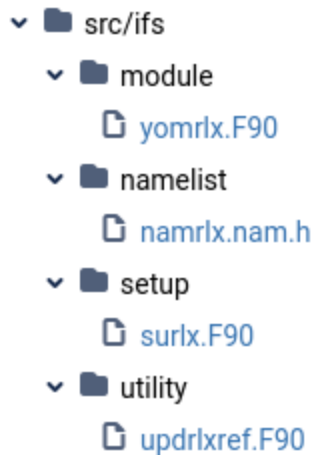 src/ifs
module
yomrlx.F90
namelist
namrlx.nam.h
setup
surlx.F90
utility
updrlxref.F90